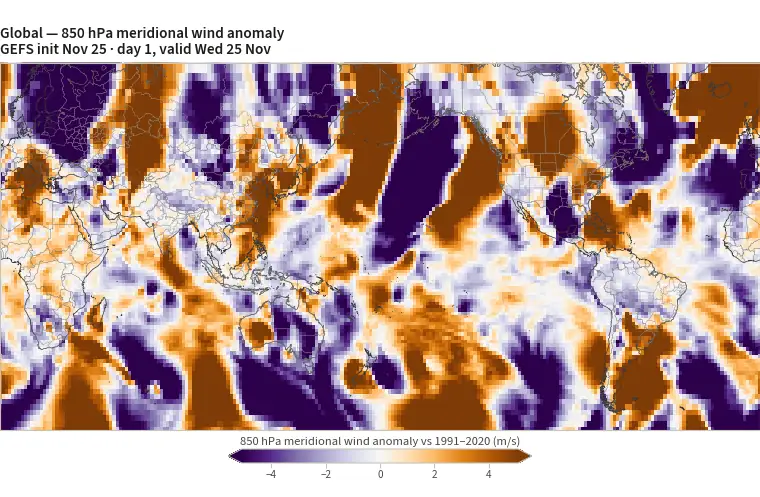 Global — 850 hPa meridional wind anomaly
GEFS init Nov 25 · day 1, valid Wed 25 Nov
850 hPa meridional wind anomaly vs 1991–2020 (m/s)
−4 −2 0 2 4